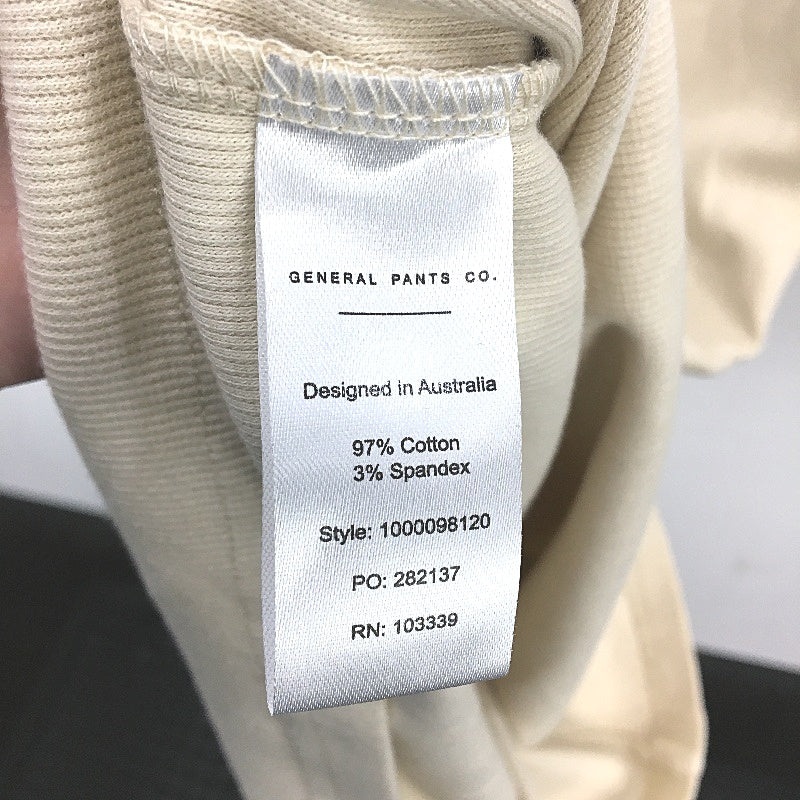 GENERAL PANTS CO.
Designed in Australia
97% Cotton
3% Spandex
Style: 1000098120
PO: 282137
RN: 103339